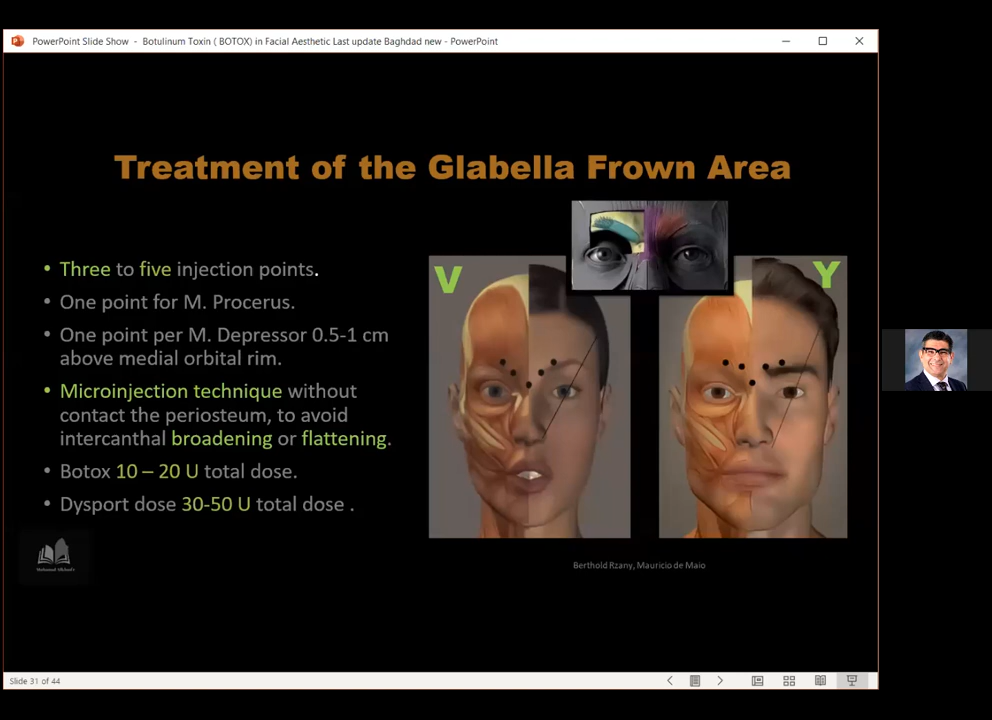 PowerPoint Slide Show - Botulinum Toxin ( BOTOX) in Facial Aesthetic Last update Baghdad new - PowerPoint
Treatment of the Glabella Frown Area
• Three to five injection points.
• One point for M. Procerus.
• One point per M. Depressor 0.5-1 cm
above medial orbital rim.
• Microinjection technique without
contact the periosteum, to avoid
intercanthal broadening or flattening.
• Botox 10 – 20 U total dose.
• Dysport dose 30-50 U total dose .
V
Y
Berthold Rzany, Mauricio de Maio
Slide 31 of 44